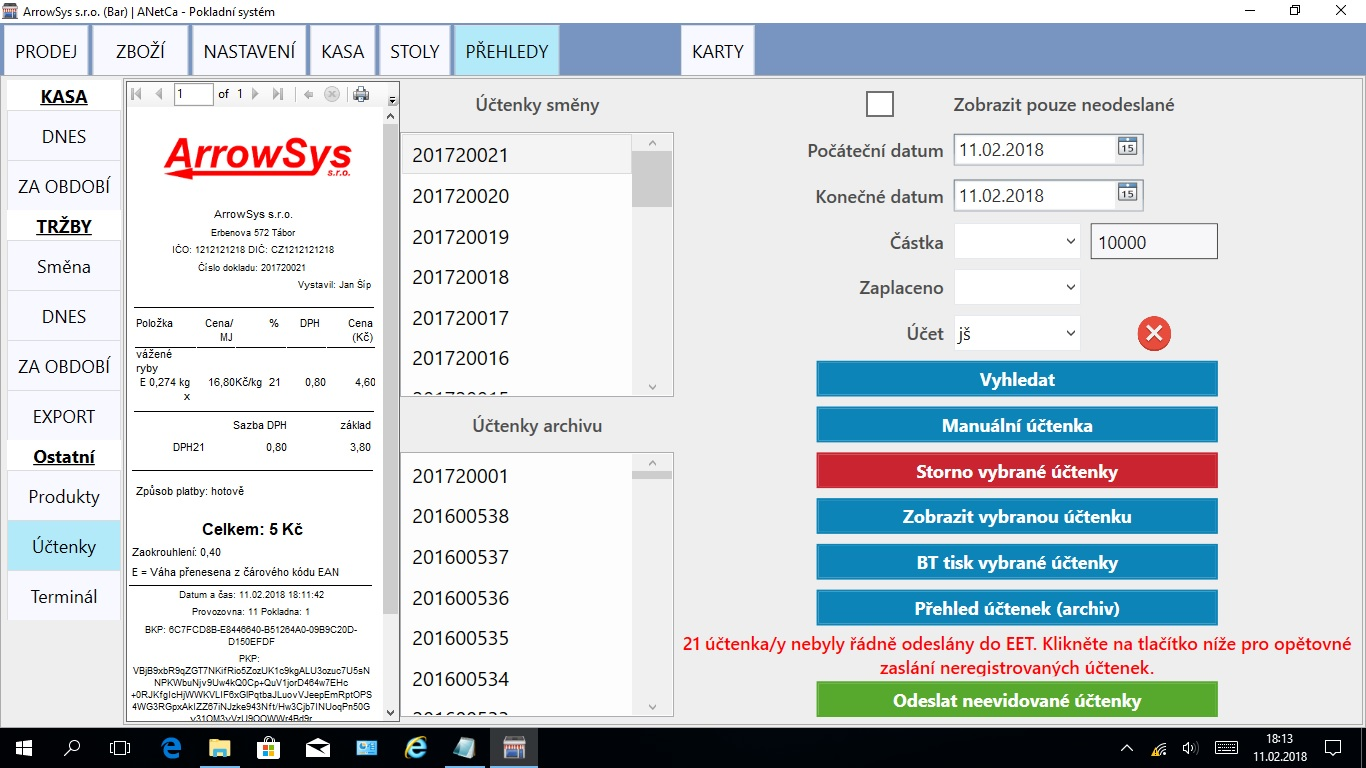 ArrowSys s.r.o. (Bar) | ANetCa - Pokladní systém
PRODEJ ZBOŽÍ NASTAVENÍ KASA STOLY PŘEHLEDY KARTY
KASA
DNES
ZA OBDOBÍ
TRŽBY
Směna
DNES
ZA OBDOBÍ
EXPORT
Ostatní
Produkty
Účtenky
Terminál
1 of 1
ArrowSys
s.r.o.
ArrowSys s.r.o.
Erbenova 572 Tábor
IČO: 1212121218 DIČ: CZ1212121218
Číslo dokladu: 201720021
Vystavil: Jan Šíp
Položka Cena/ % DPH Cena
MJ (Kč)
vážené
ryby
E 0,274 kg 16,80Kč/kg 21 0,80 4,60
x
Sazba DPH základ
DPH21 0,80 3,80
Způsob platby: hotově
Celkem: 5 Kč
Zaokrouhlení: 0,40
E = Váha přenesena z čárového kódu EAN
Datum a čas: 11.02.2018 18:11:42
Provozovna: 11 Pokladna: 1
BKP: 6C7FCD8B-E8446640-B51264A0-09B9C20D-
D150EFDF
PKP:
VBjB9xbR9qZGT7NKifRio5ZozUK1c9kgALU3ozuc7U5sN
NPKWbuNjv9Uw4kQ0Cp+QuV1jorD464w7EHc
+0RJKfgIcHjWWKVLIF6xGlPqtbaJLuovVJeepEmRptOPS
4WG3RGpxAkIZZ67iNJzke943Nft/Hw3Cjb7INUoqPn50G
Účtenky směny
201720021
201720020
201720019
201720018
201720017
201720016
201720015
Účtenky archivu
201720001
201600538
201600537
201600536
201600535
201600534
201600533
Zobrazit pouze neodeslané
Počáteční datum 11.02.2018 15
Konečné datum 11.02.2018 15
Částka 10000
Zaplaceno
Účet jš
Vyhledat
Manuální účtenka
Storno vybrané účtenky
Zobrazit vybranou účtenku
BT tisk vybrané účtenky
Přehled účtenek (archiv)
21 účtenka/y nebyly řádně odeslány do EET. Klikněte na tlačítko níže pro opětovné
zaslání neregistrovaných účtenek.
Odeslat neevidované účtenky
18:13
11.02.2018